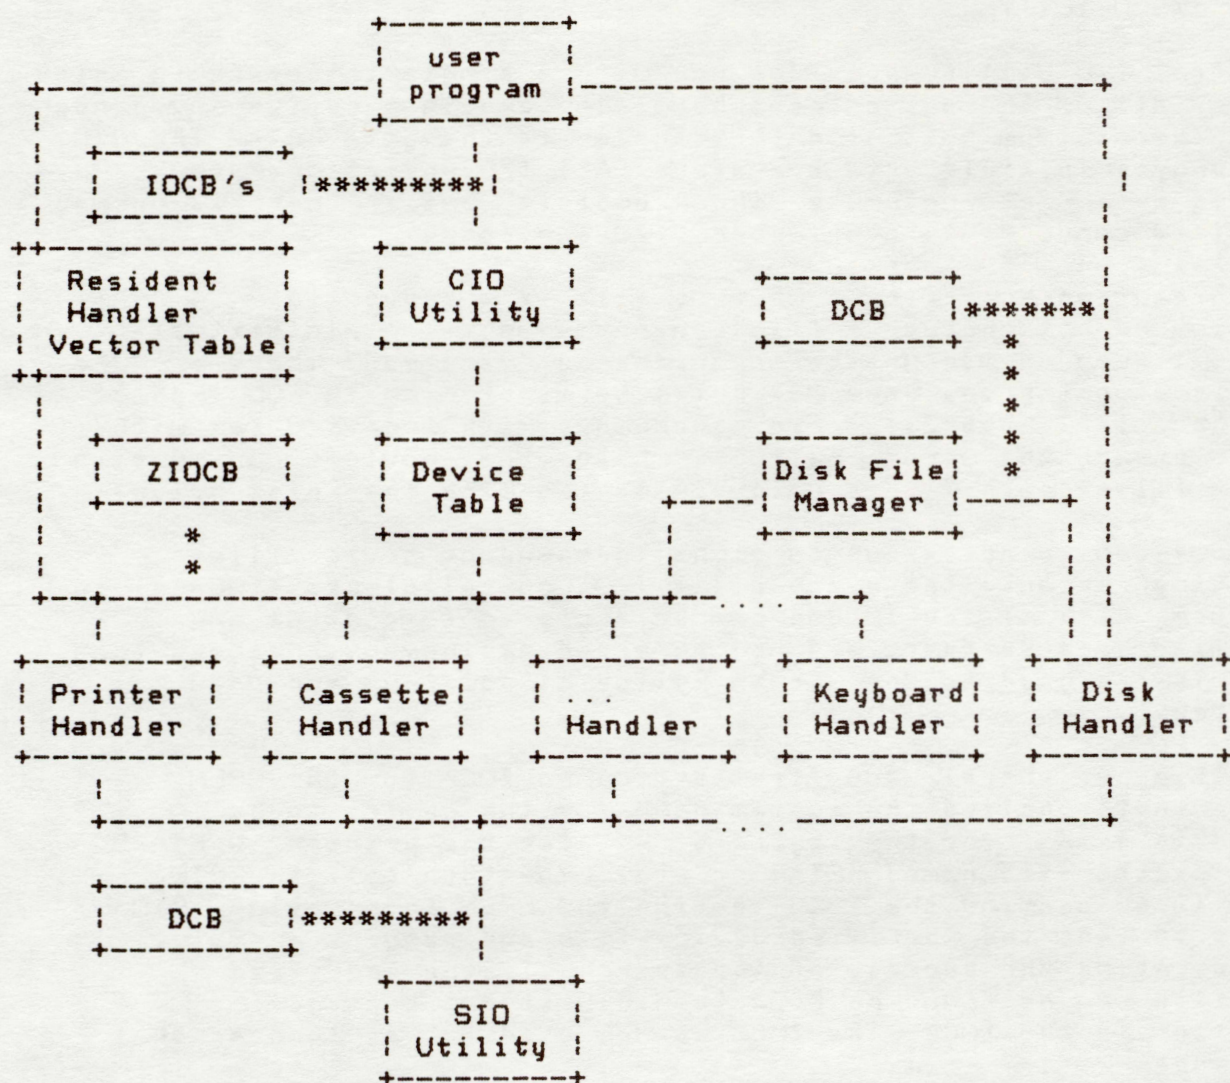 user
program
IOCB's
Resident
Handler
Vector Table
CIO
Utility
DCB
ZIOCB
Device
Table
Disk File
Manager
....
Printer
Handler
Cassette
Handler
...
Handler
Keyboard
Handler
Disk
Handler
....
DCB
SIO
Utility